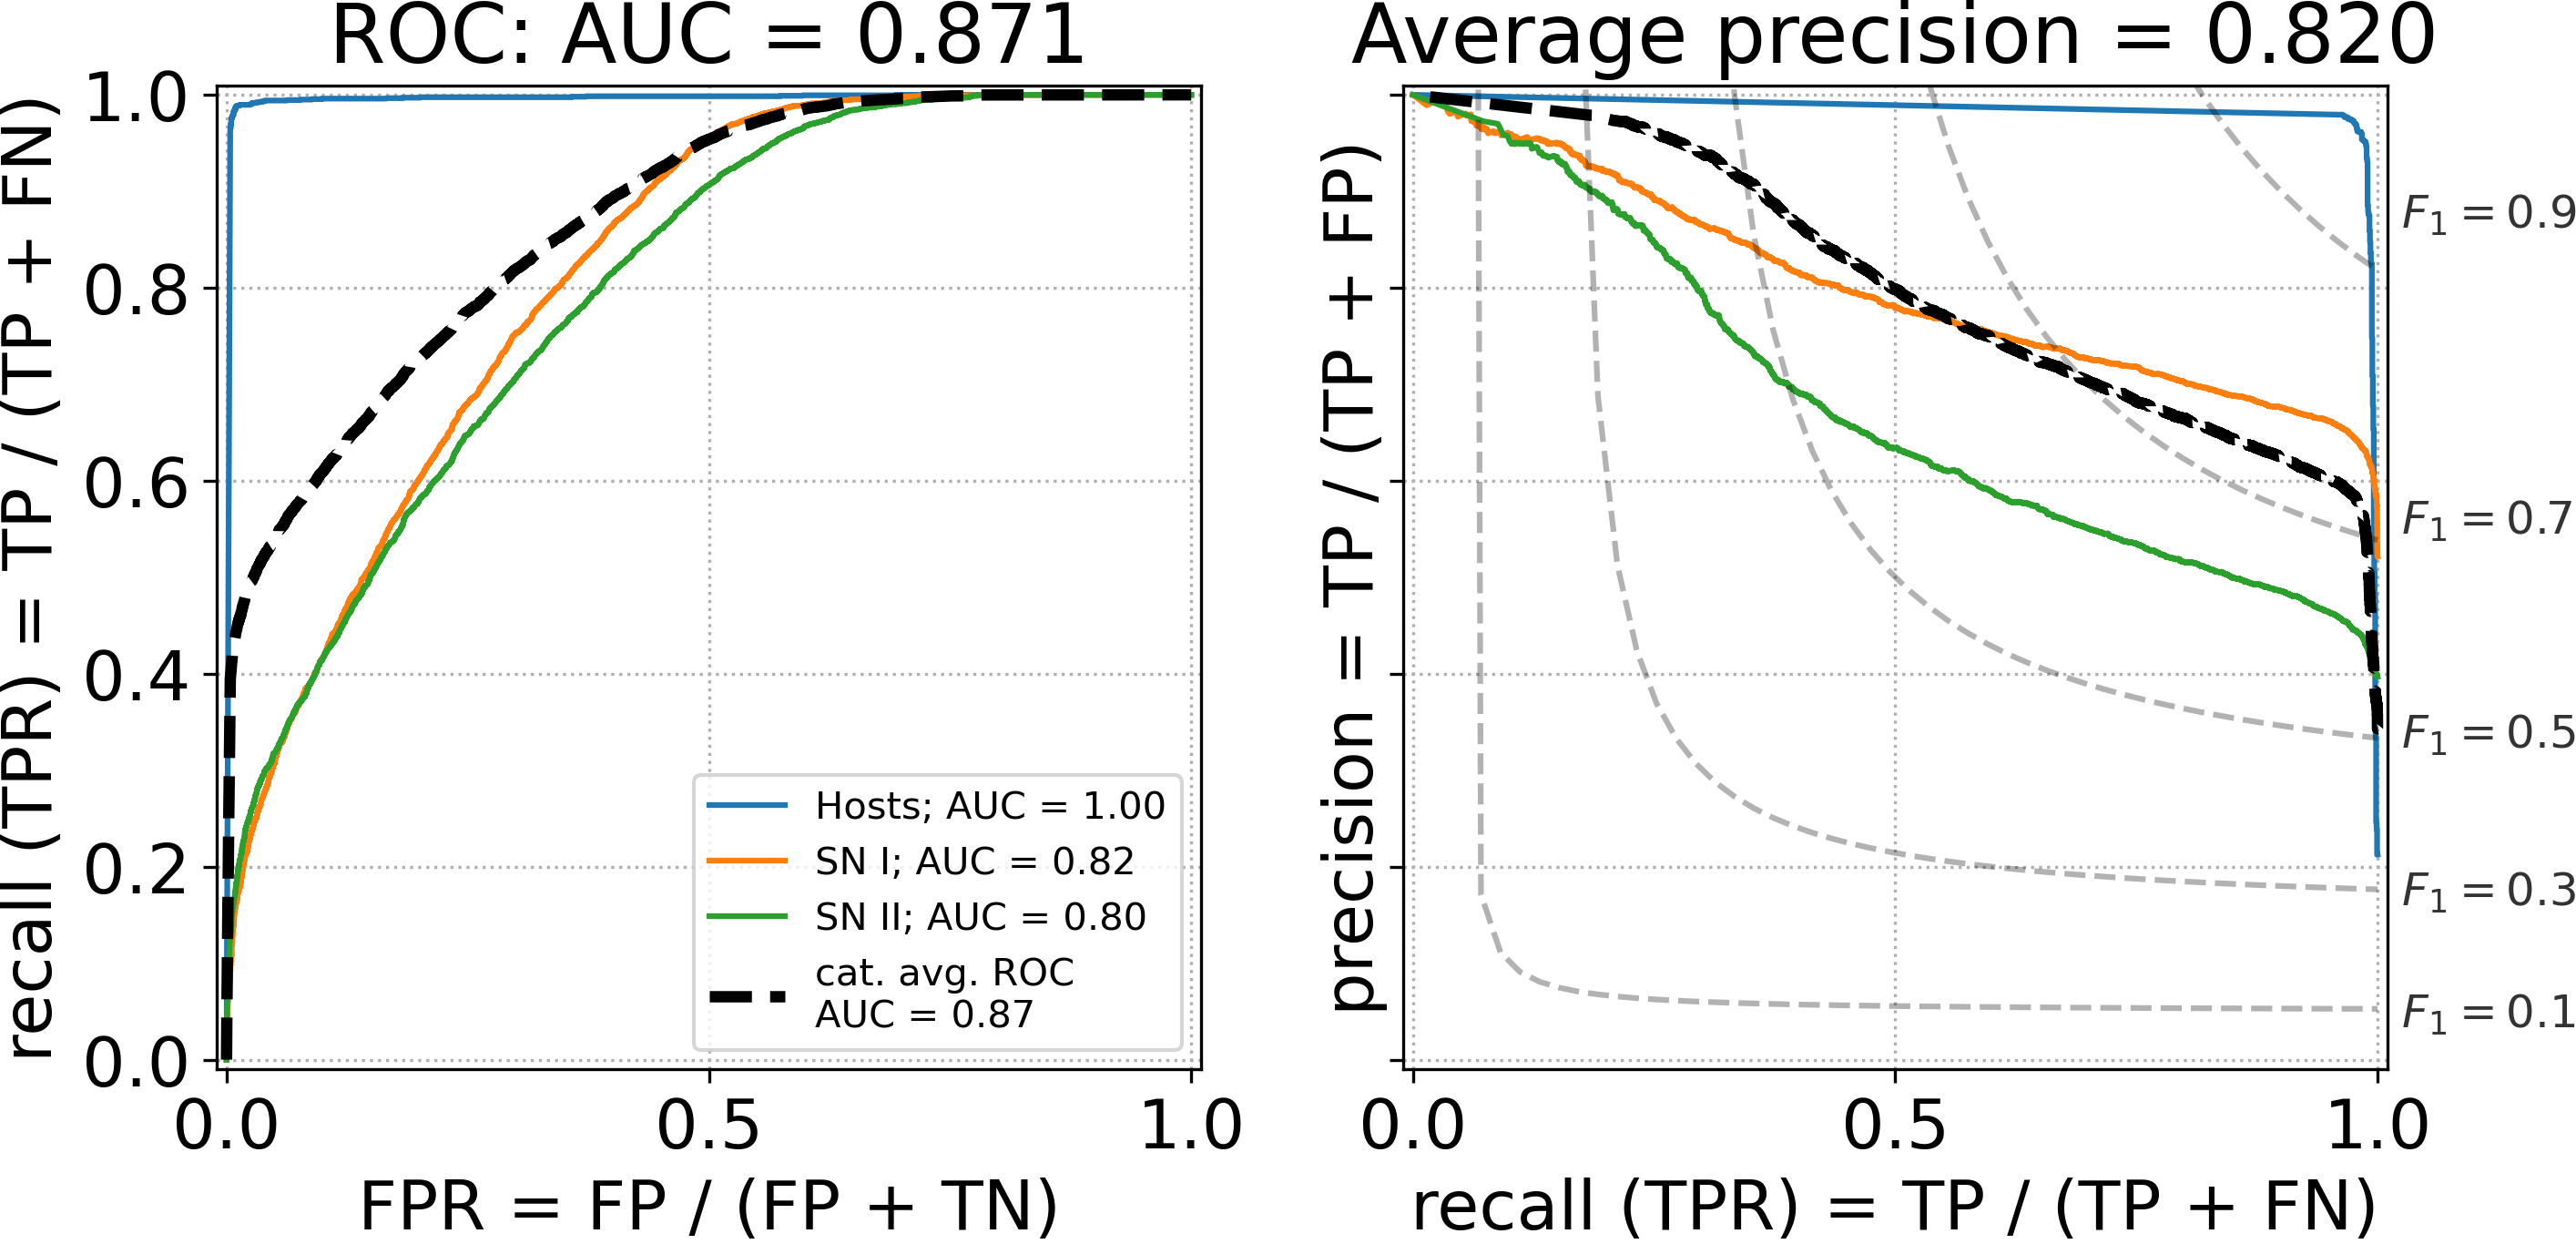 ROC: AUC = 0.871
recall (TPR) = TP / (TP + FN)
1.0
0.8
0.6
0.4
0.2
0.0
Hosts; AUC = 1.00
SN I; AUC = 0.82
SN II; AUC = 0.80
cat. avg. ROC
AUC = 0.87
0.0 0.5 1.0
FPR = FP / (FP + TN)
Average precision = 0.820
precision = TP / (TP + FP)
F₁ = 0.9
F₁ = 0.7
F₁ = 0.5
F₁ = 0.3
F₁ = 0.1
0.0 0.5 1.0
recall (TPR) = TP / (TP + FN)